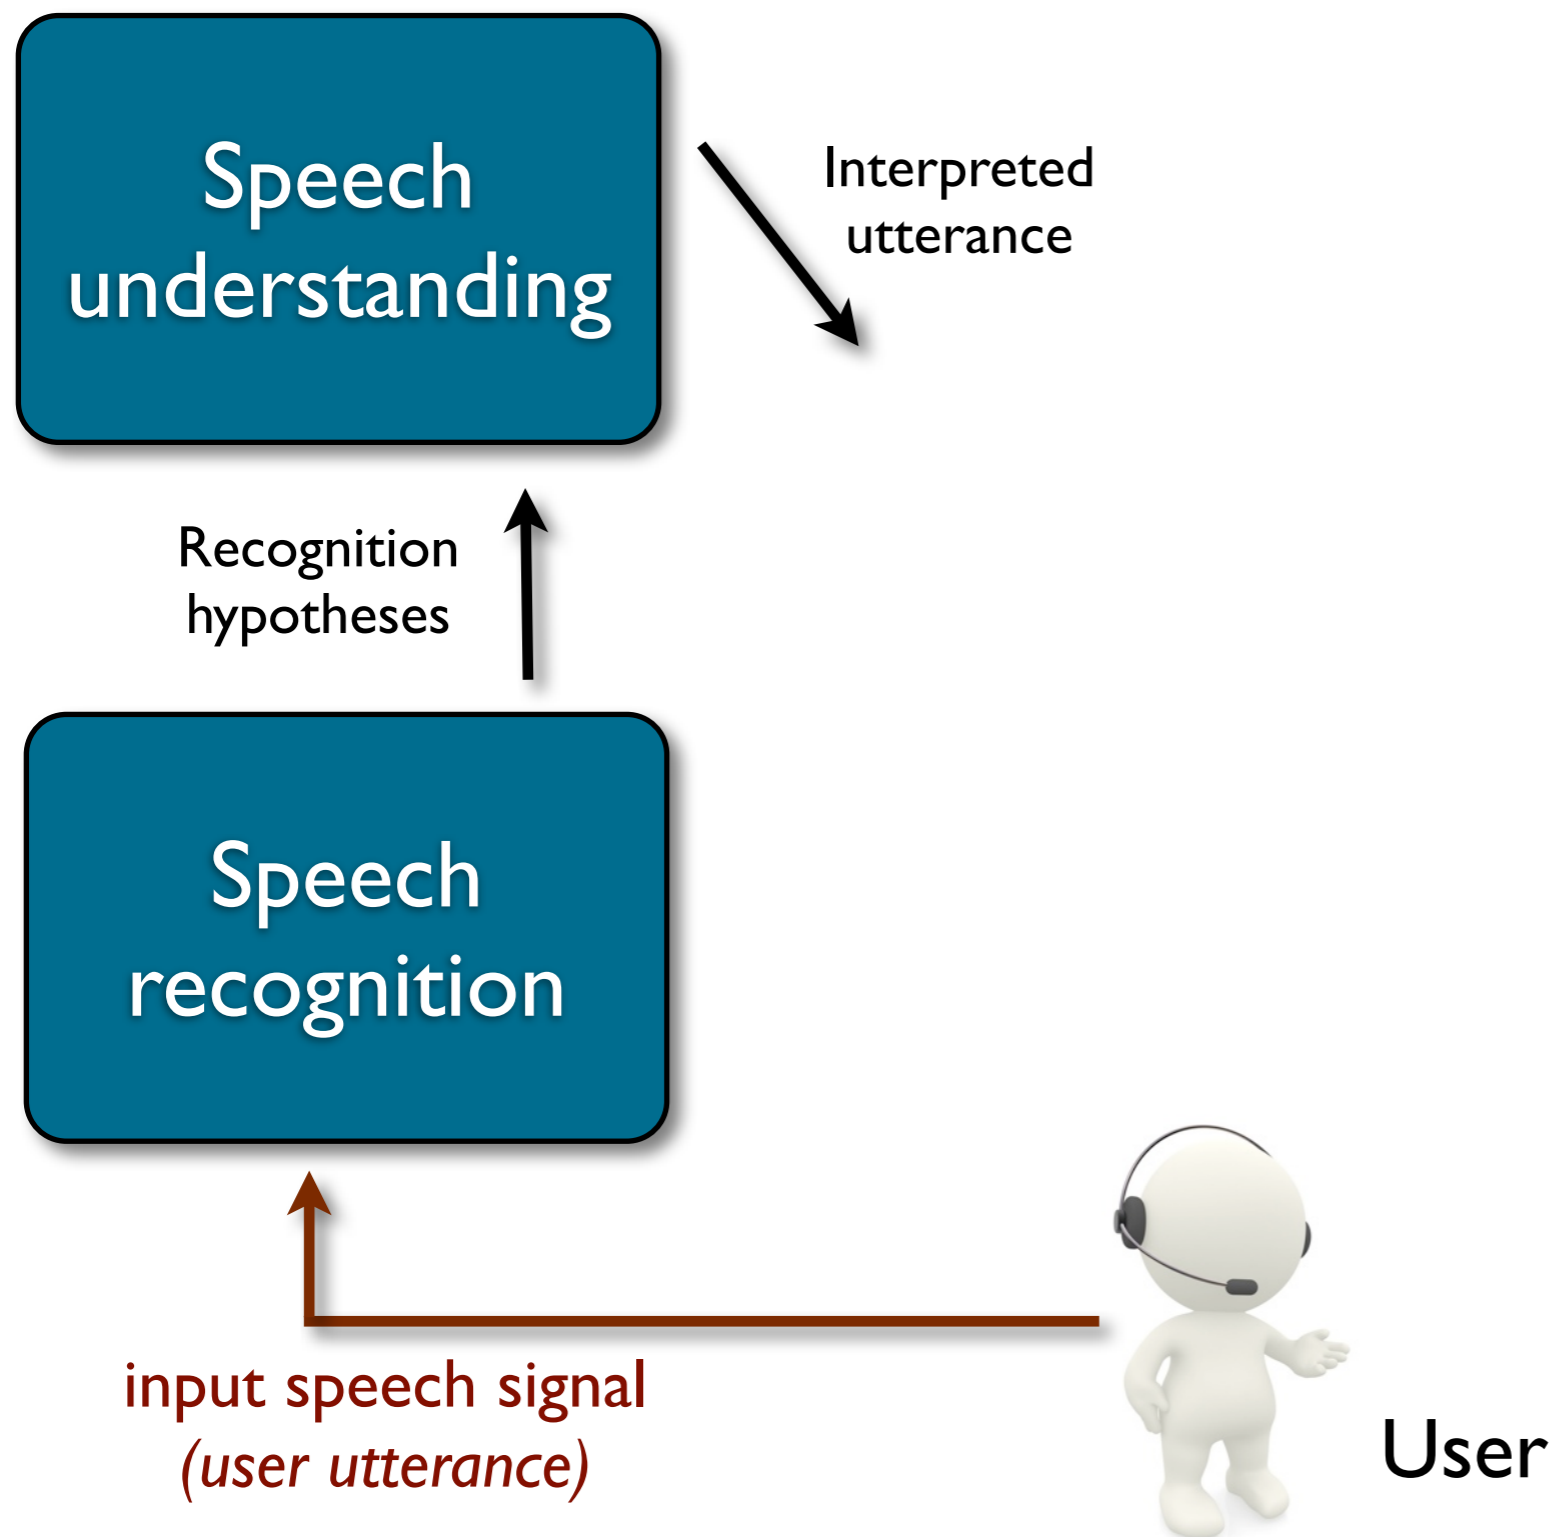 Speech
understanding
Interpreted
utterance
Recognition
hypotheses
Speech
recognition
input speech signal
(user utterance)
User